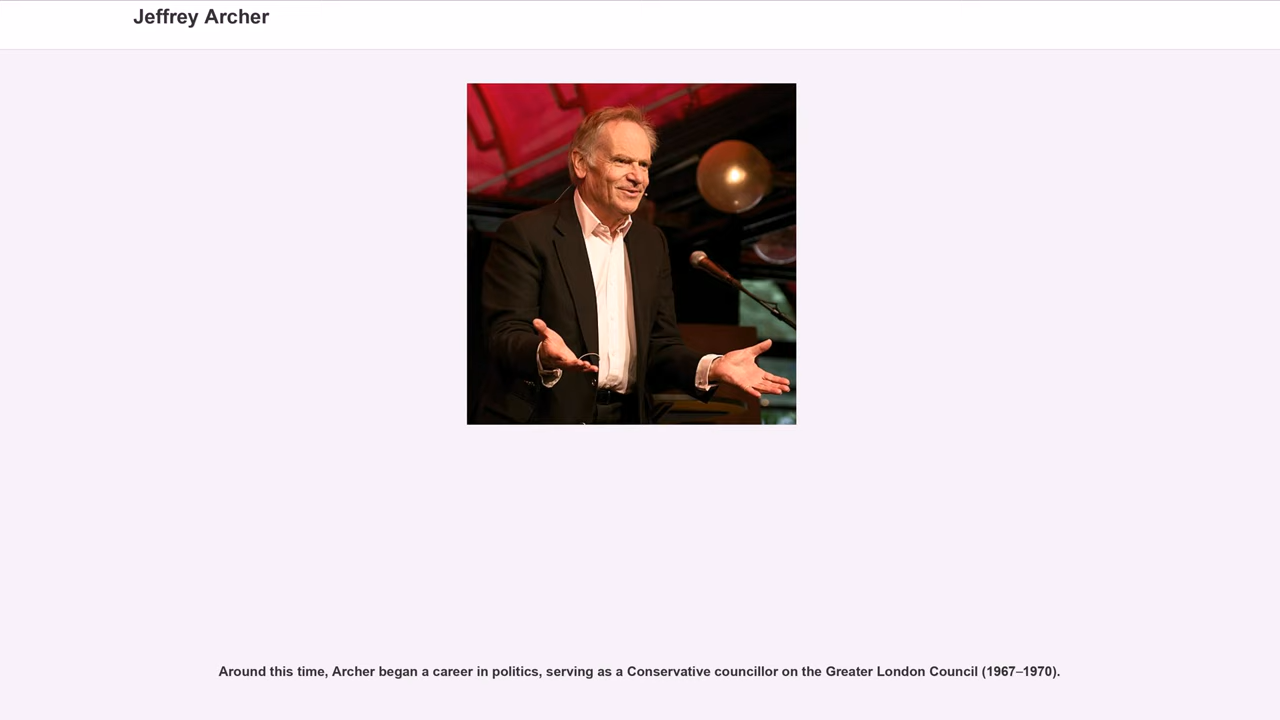 Jeffrey Archer
Around this time, Archer began a career in politics, serving as a Conservative councillor on the Greater London Council (1967–1970).